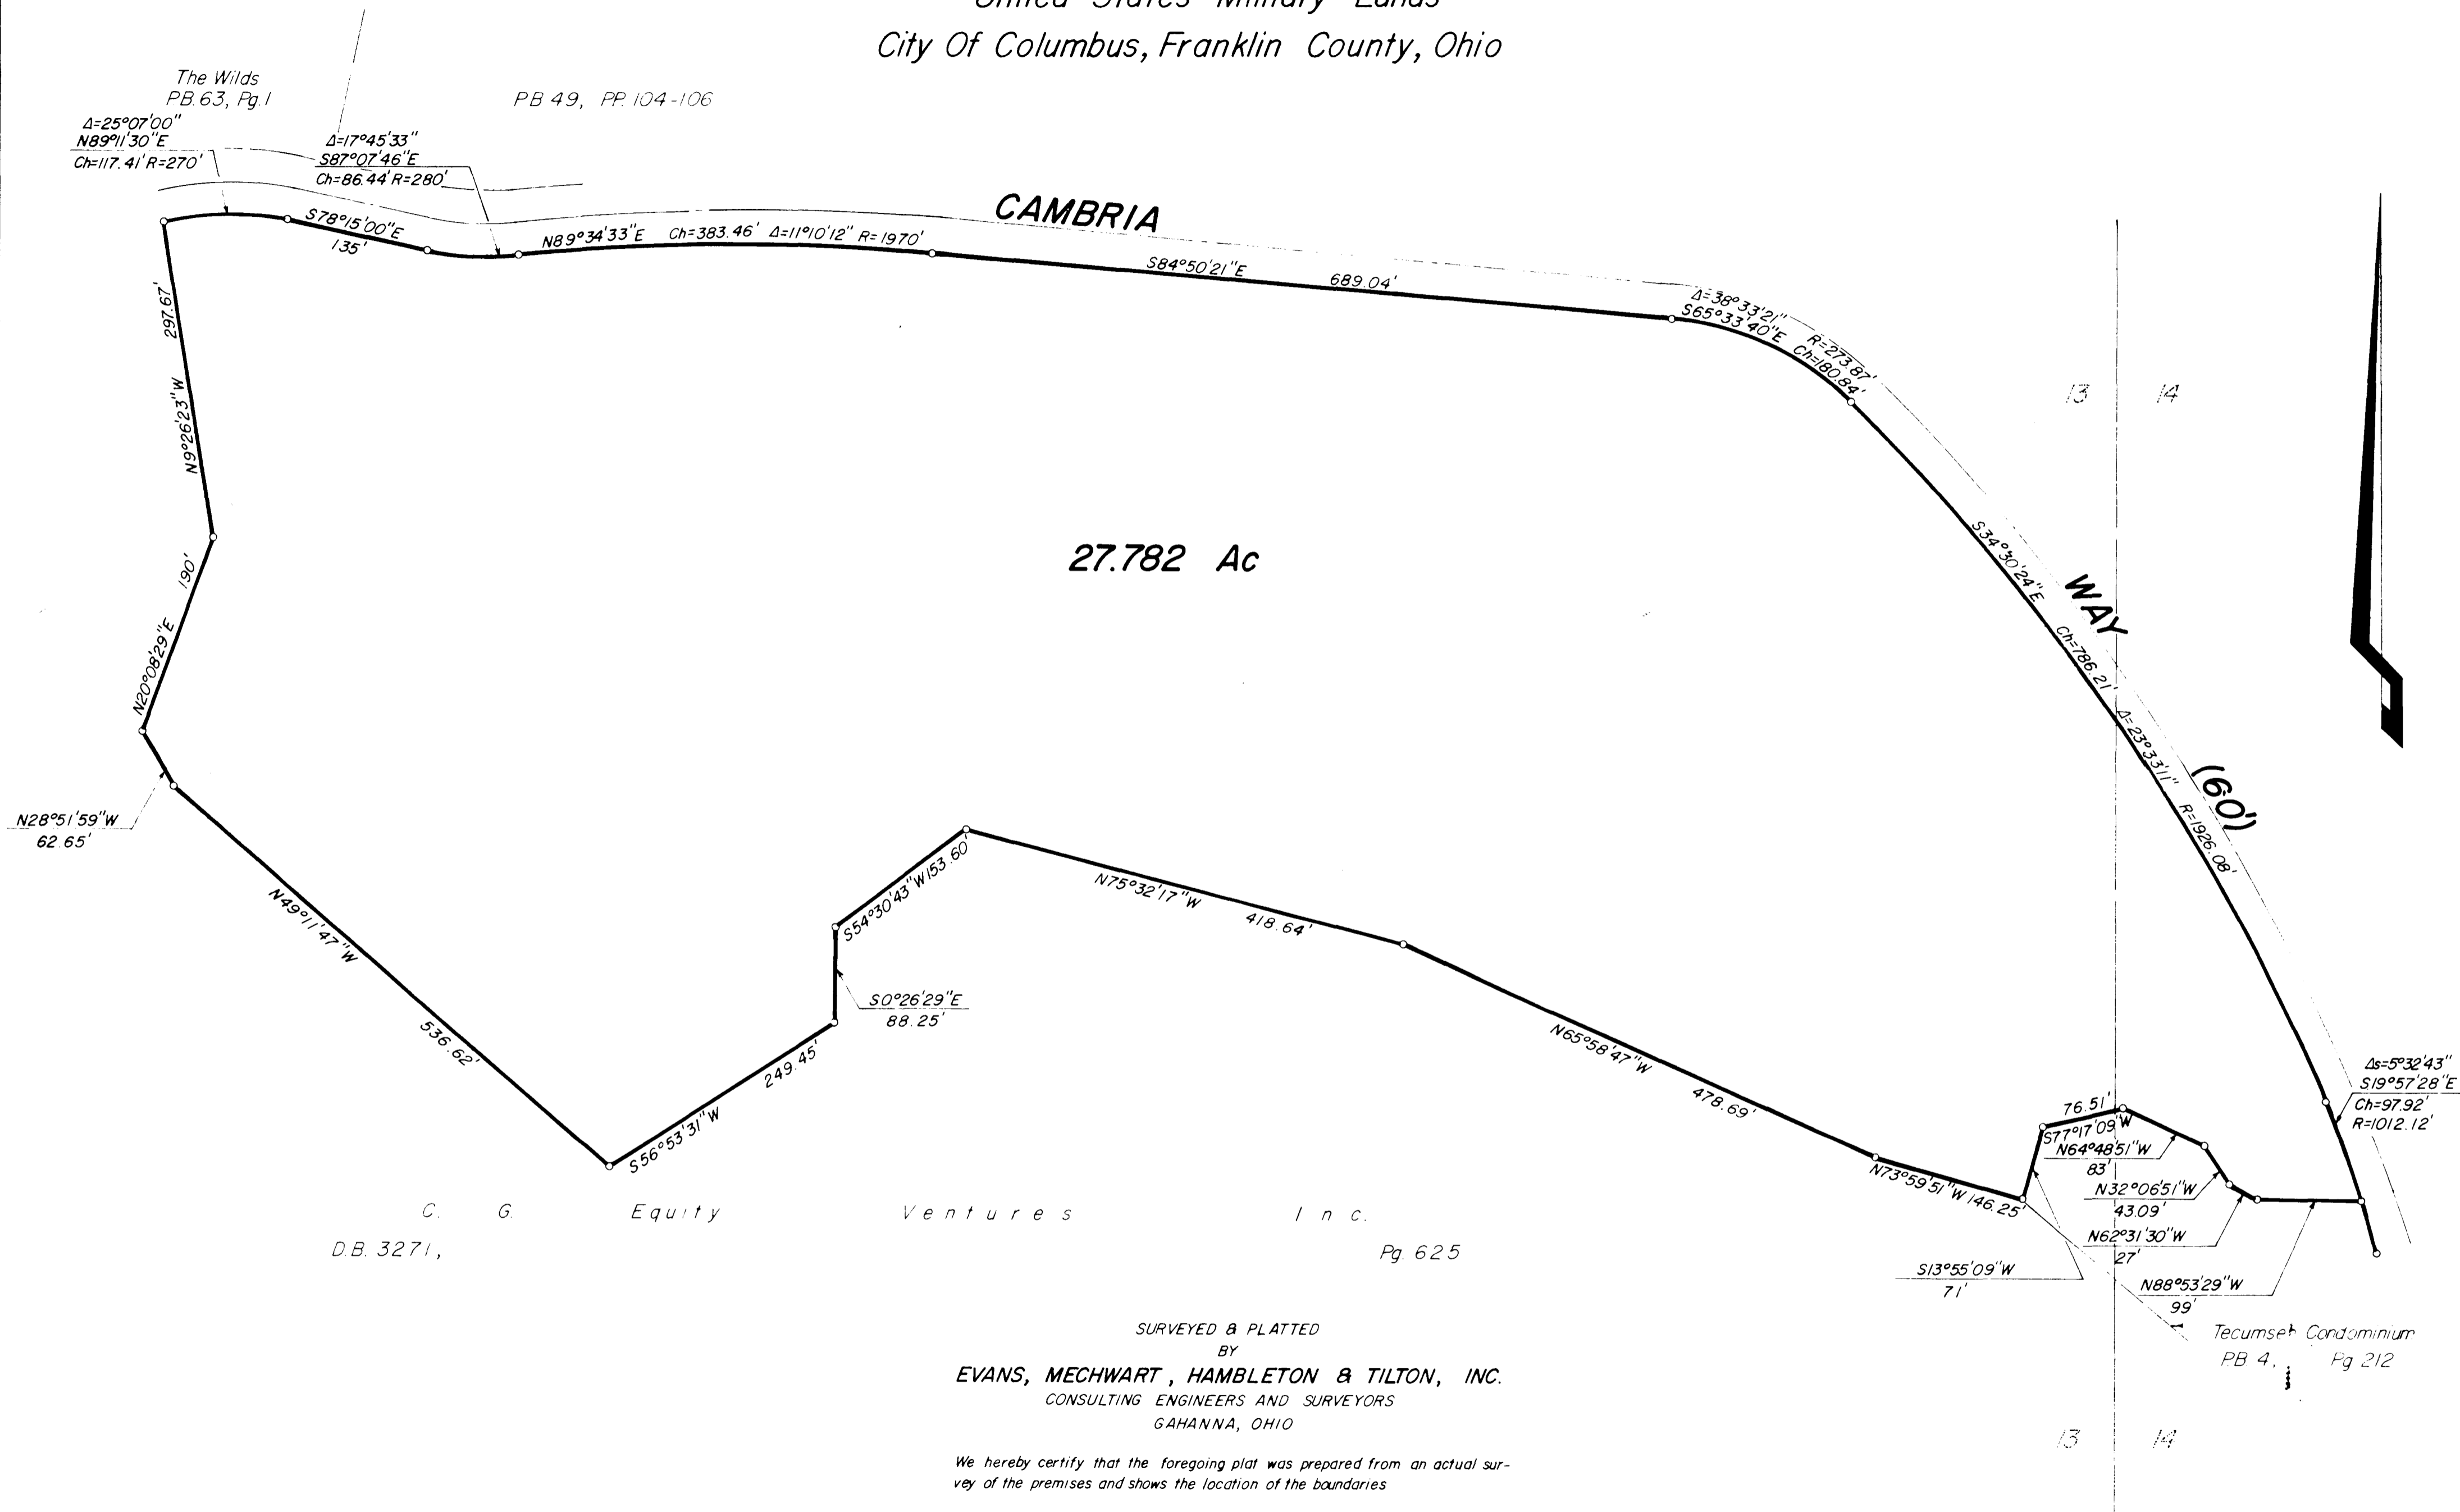 City Of Columbus, Franklin County, Ohio
The Wilds
P.B. 63, Pg. 1
P.B 49, PP. 104-106
Δ=25°07'00"
N89°11'30"E
Ch=117.41' R=270'
Δ=17°45'33"
S87°07'46"E
Ch=86.44' R=280'
S78°15'00"E
135'
N89°34'33"E Ch=383.46' Δ=11°10'12" R=1970'
CAMBRIA
S84°50'21"E 689.04'
Δ=38°33'21"
S65°33'40"E
R=273.87'
Ch=180.84'
13 14
297.67'
N9°26'23"W
190'
N20°08'29"E
27.782 Ac
S34°30'24"E Ch=786.21' Δ=23°33'11" R=1926.08'
WAY
(60')
N28°51'59"W
62.65'
N49°11'47"W
536.62'
S54°30'43"W 153.60'
N75°32'17"W
418.64'
S0°26'29"E
88.25'
249.45'
S56°53'31"W
N65°58'47"W
478.69'
N73°59'51"W 146.25'
76.51'
S77°17'09"W
N64°48'51"W
83'
N32°06'51"W
43.09'
N62°31'30"W
27'
N88°53'29"W
99'
S13°55'09"W
71'
Δs=5°32'43"
S19°57'28"E
Ch=97.92'
R=1012.12'
C. G. Equity Ventures Inc.
D.B. 3271, Pg. 625
Tecumseh Condominium
P.B 4, Pg 212
13 14
SURVEYED & PLATTED
BY
EVANS, MECHWART, HAMBLETON & TILTON, INC.
CONSULTING ENGINEERS AND SURVEYORS
GAHANNA, OHIO
We hereby certify that the foregoing plat was prepared from an actual sur-
vey of the premises and shows the location of the boundaries